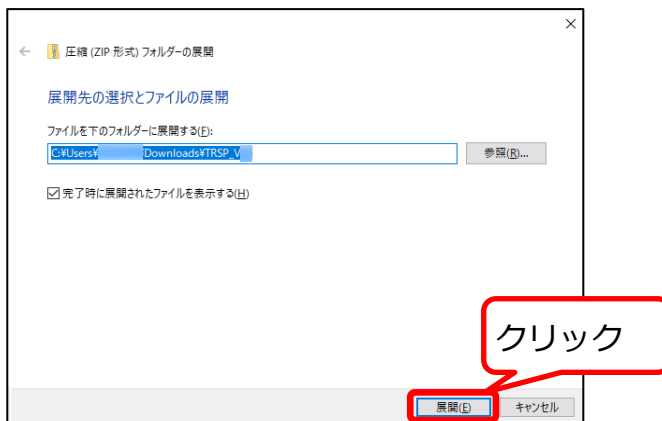 圧縮 (ZIP 形式) フォルダーの展開
展開先の選択とファイルの展開
ファイルを下のフォルダーに展開する(F):
C:¥Users¥ Downloads¥TRSP_V
参照(R)...
完了時に展開されたファイルを表示する(H)
クリック
展開(E)
キャンセル